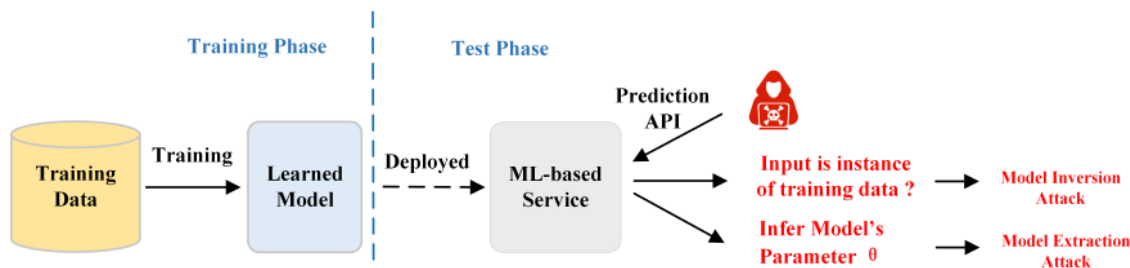 Training Phase
Test Phase
Training
Data
Training
Learned
Model
Deployed
ML-based
Service
Prediction
API
Input is instance
of training data ?
Model Inversion
Attack
Infer Model's
Parameter θ
Model Extraction
Attack